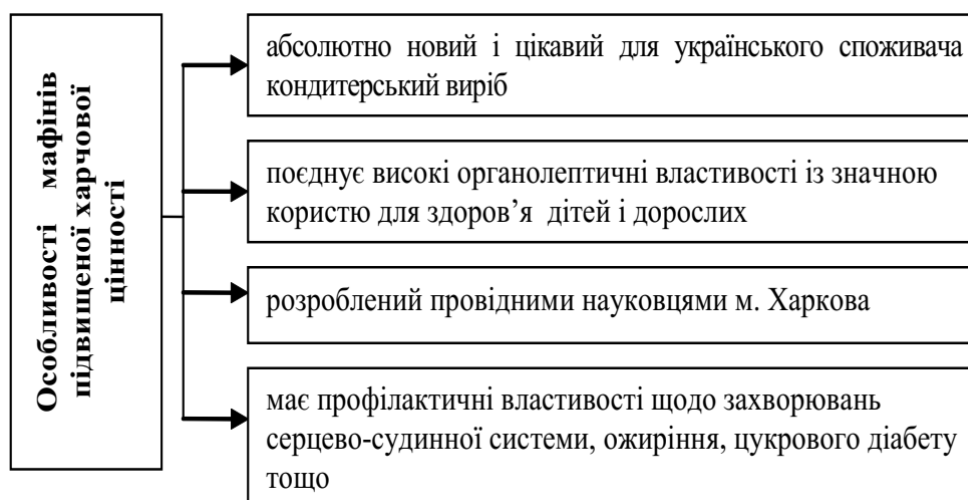 Особливості мафінів
підвищеної харчової
цінності
абсолютно новий і цікавий для українського споживача
кондитерський виріб
поєднує високі органолептичні властивості із значною
користю для здоров’я дітей і дорослих
розроблений провідними науковцями м. Харкова
має профілактичні властивості щодо захворювань
серцево-судинної системи, ожиріння, цукрового діабету
тощо